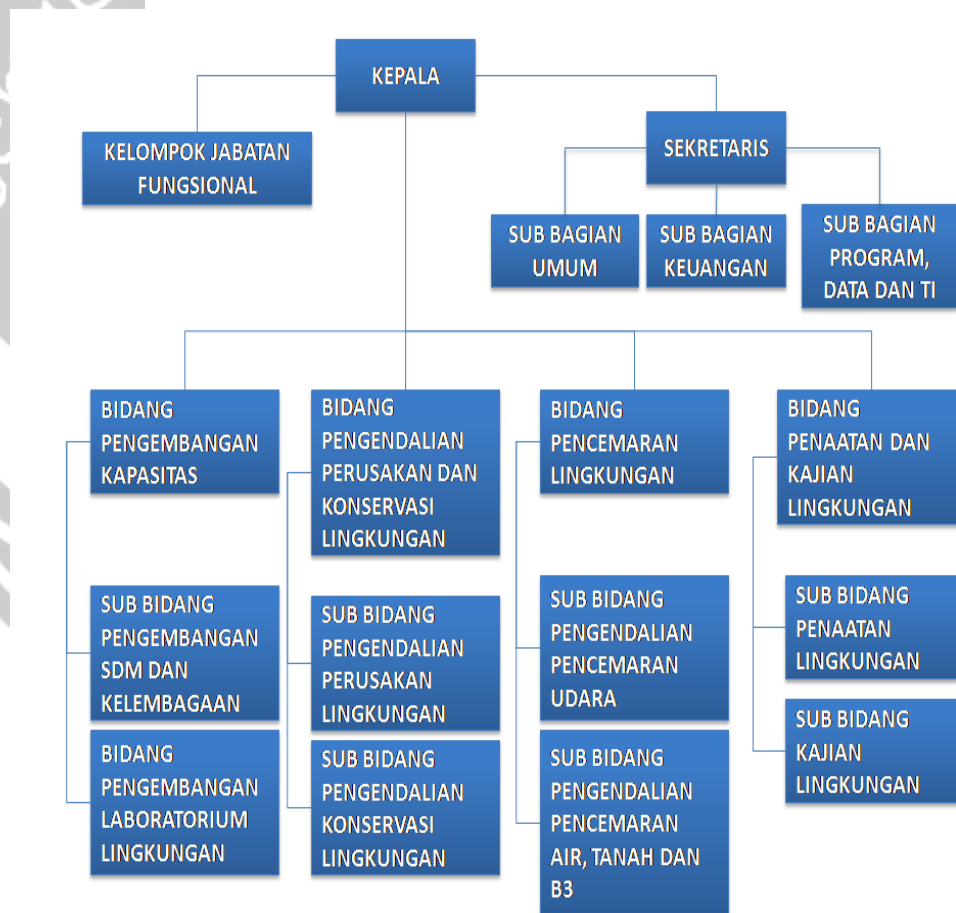 KEPALA
KELOMPOK JABATAN
FUNGSIONAL
SEKRETARIS
SUB BAGIAN
UMUM
SUB BAGIAN
KEUANGAN
SUB BAGIAN
PROGRAM,
DATA DAN TI
BIDANG
PENGEMBANGAN
KAPASITAS
BIDANG
PENGENDALIAN
PERUSAKAN DAN
KONSERVASI
LINGKUNGAN
BIDANG
PENCEMARAN
LINGKUNGAN
BIDANG
PENAATAN DAN
KAJIAN
LINGKUNGAN
SUB BIDANG
PENGEMBANGAN
SDM DAN
KELEMBAGAAN
SUB BIDANG
PENGENDALIAN
PERUSAKAN
LINGKUNGAN
SUB BIDANG
PENGENDALIAN
PENCEMARAN
UDARA
SUB BIDANG
PENAATAN
LINGKUNGAN
BIDANG
PENGEMBANGAN
LABORATORIUM
LINGKUNGAN
SUB BIDANG
PENGENDALIAN
KONSERVASI
LINGKUNGAN
SUB BIDANG
PENGENDALIAN
PENCEMARAN
AIR, TANAH DAN
B3
SUB BIDANG
KAJIAN
LINGKUNGAN